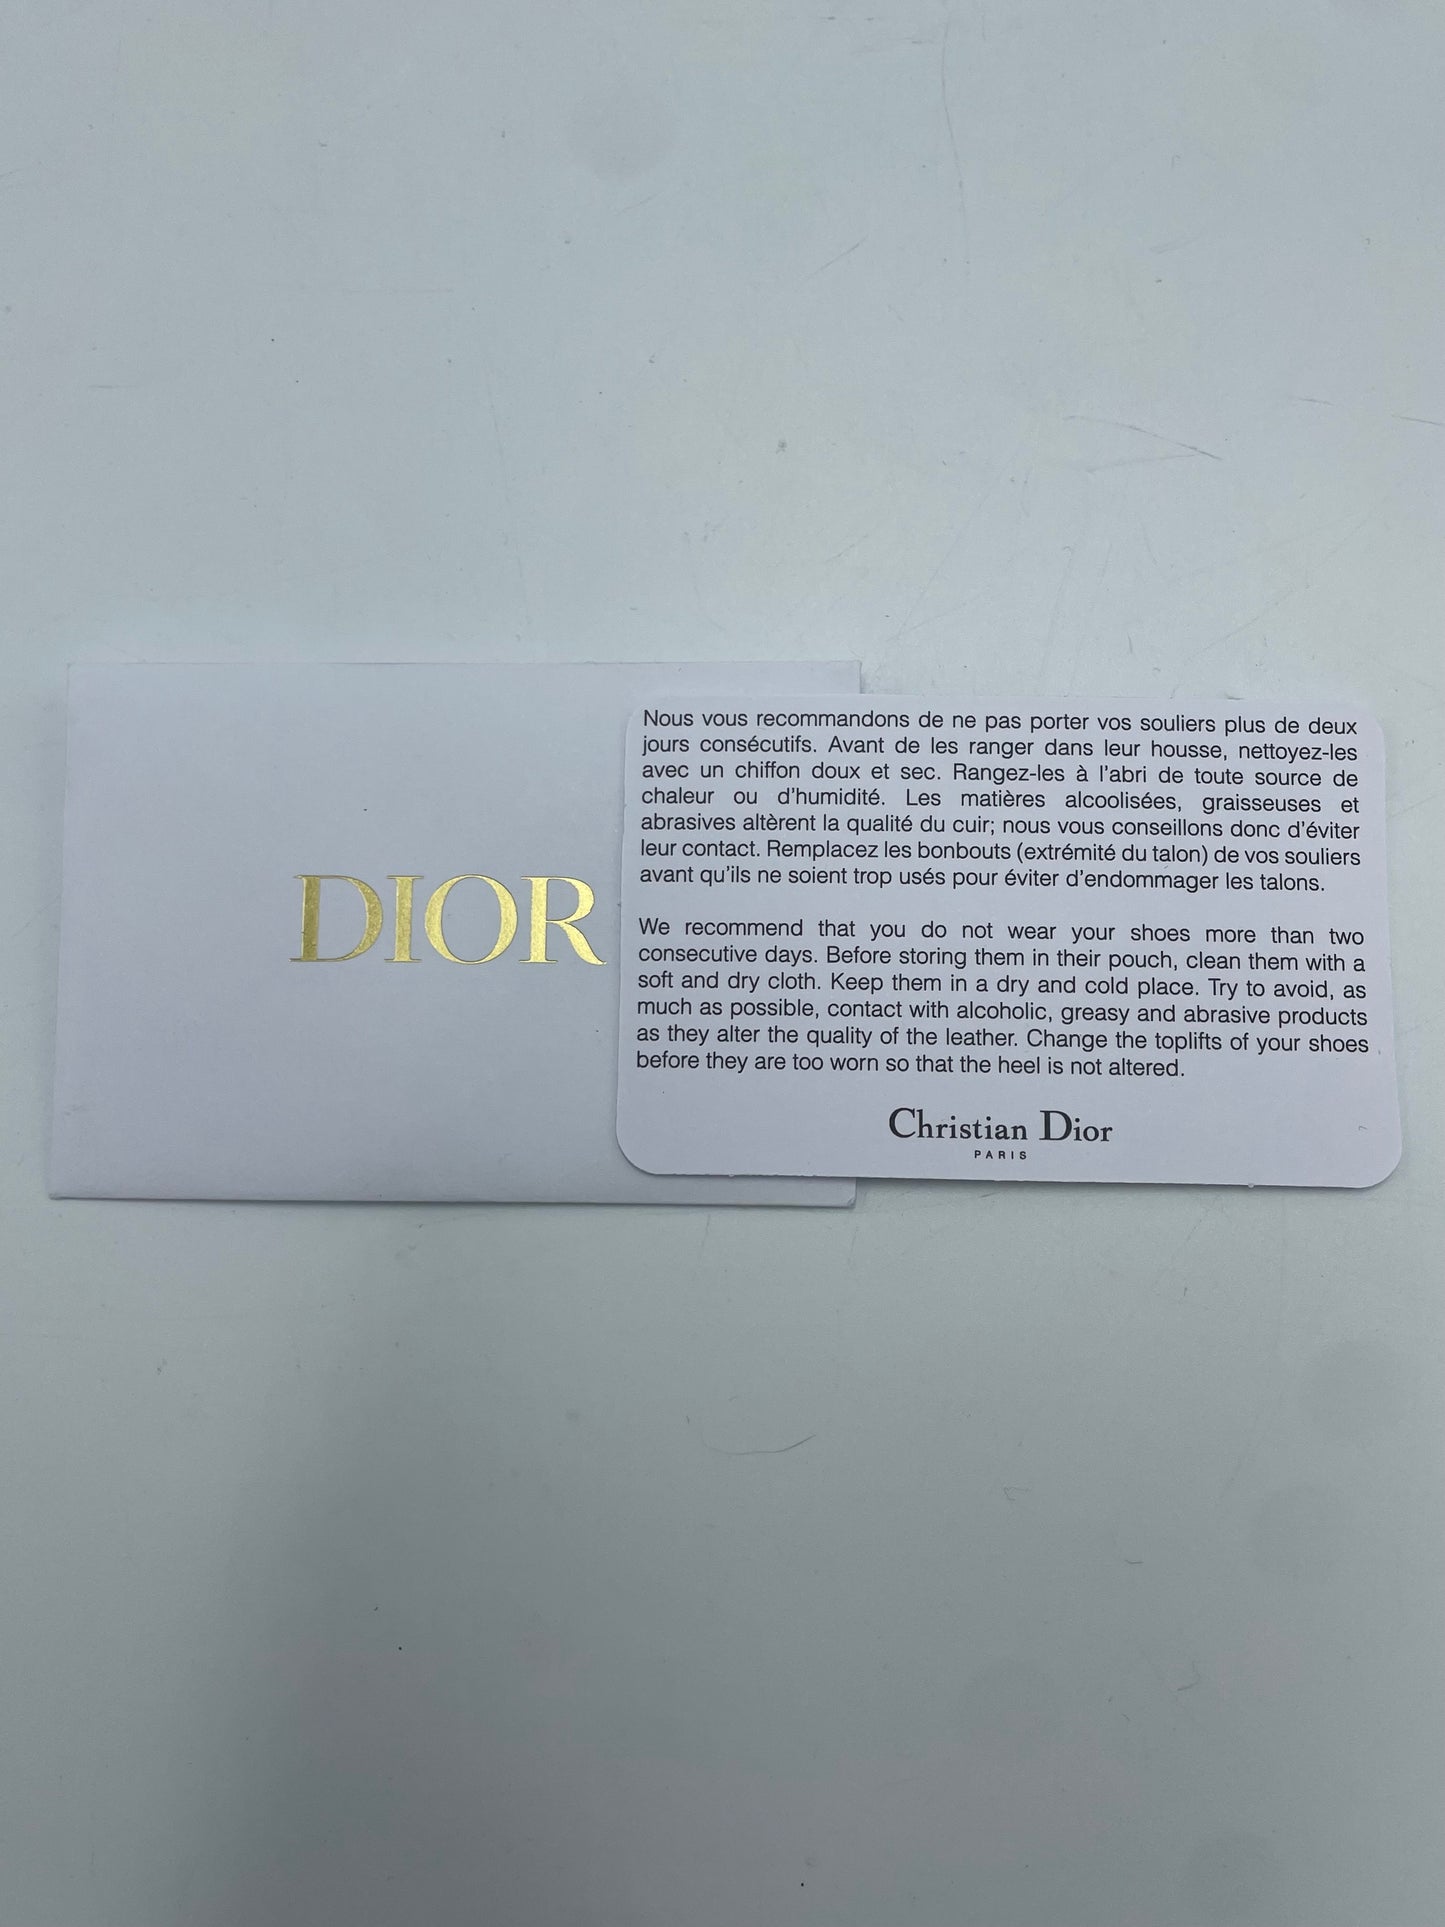 DIOR
Nous vous recommandons de ne pas porter vos souliers plus de deux
jours consécutifs. Avant de les ranger dans leur housse, nettoyez-les
avec un chiffon doux et sec. Rangez-les à l'abri de toute source de
chaleur ou d'humidité. Les matières alcoolisées, graisseuses et
abrasives altèrent la qualité du cuir; nous vous conseillons donc d'éviter
leur contact. Remplacez les bonbouts (extrémité du talon) de vos souliers
avant qu'ils ne soient trop usés pour éviter d'endommager les talons.
We recommend that you do not wear your shoes more than two
consecutive days. Before storing them in their pouch, clean them with a
soft and dry cloth. Keep them in a dry and cold place. Try to avoid, as
much as possible, contact with alcoholic, greasy and abrasive products
as they alter the quality of the leather. Change the toplifts of your shoes
before they are too worn so that the heel is not altered.
Christian Dior
PARIS